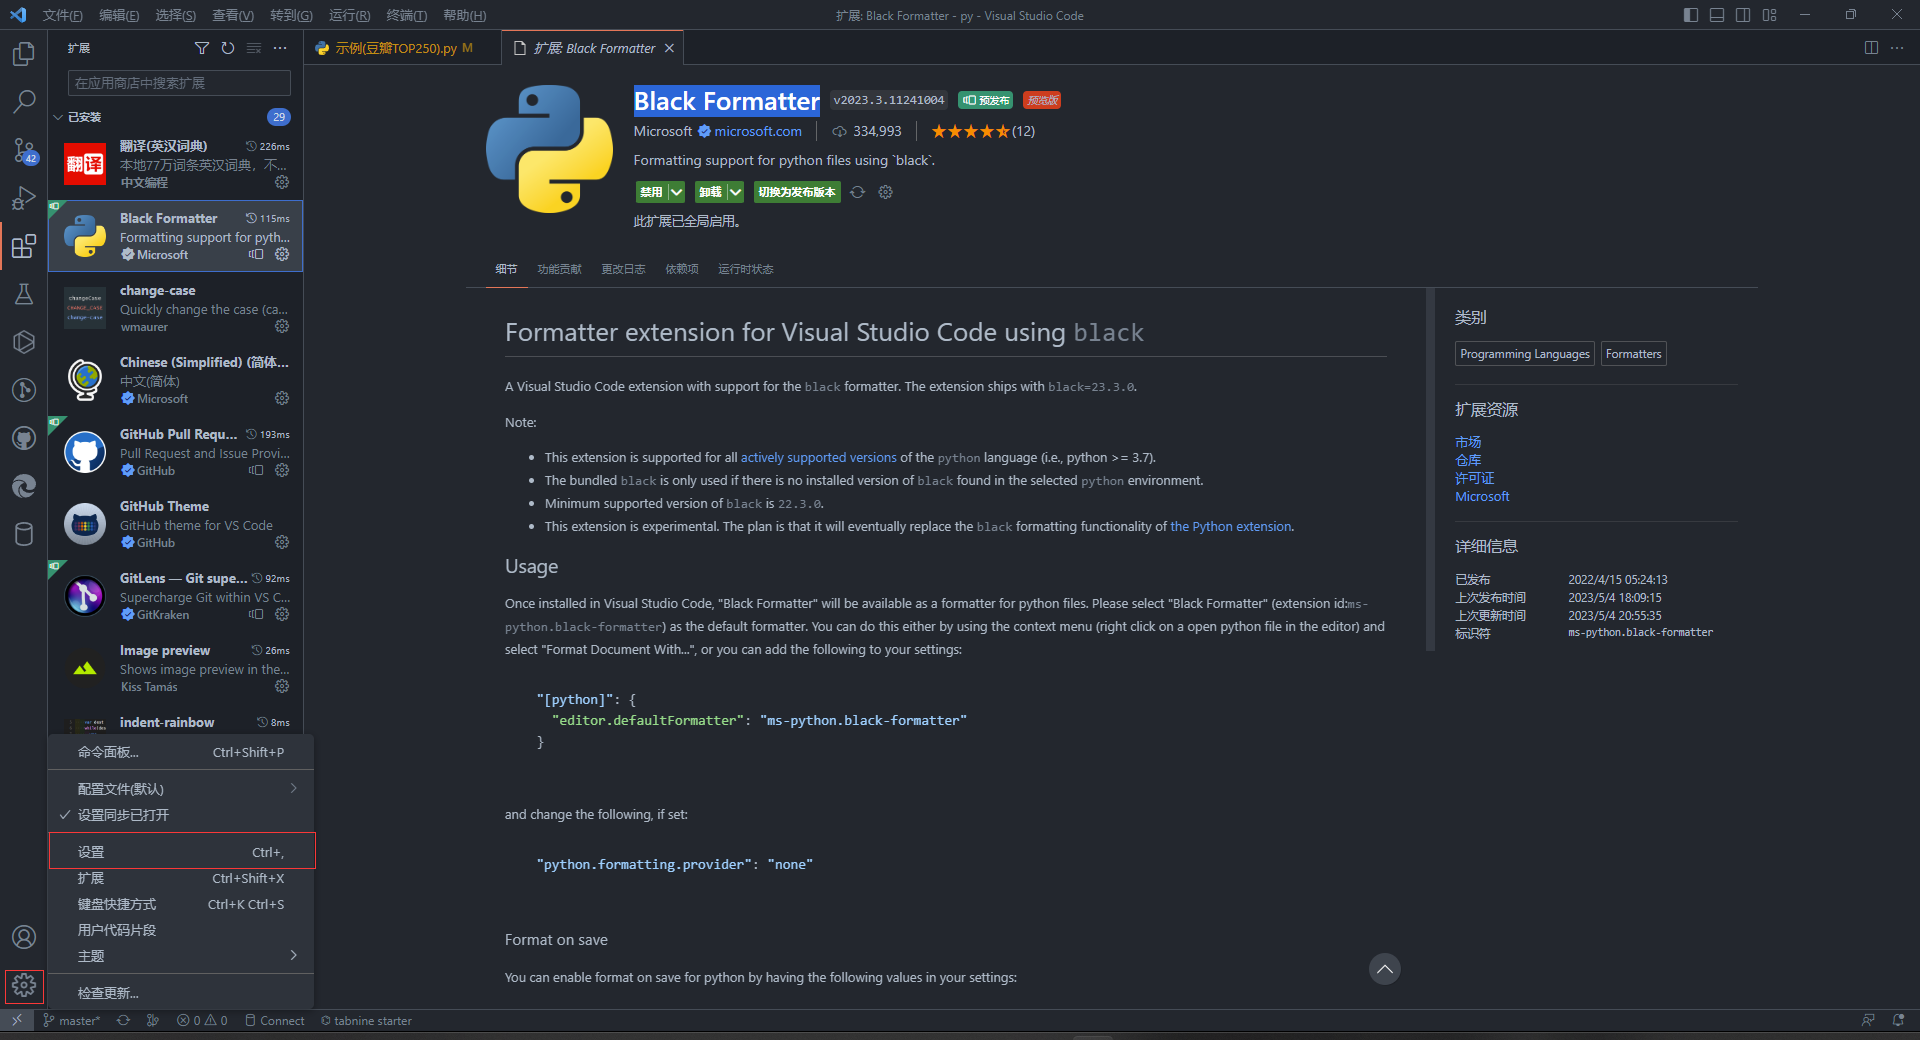 文件(F) 编辑(E) 选择(S) 查看(V) 转到(G) 运行(R) 终端(T) 帮助(H)
扩展: Black Formatter - py - Visual Studio Code
扩展
在应用商店中搜索扩展
已安装 29
翻译
翻译(英汉词典) 226ms
本地77万词条英汉词典，不...
中文编程
Black Formatter 115ms
Formatting support for pyth...
Microsoft
changeCase
CHANGE_CASE
change-case
change-case
Quickly change the case (ca...
wmaurer
Chinese (Simplified) (简体...
中文(简体)
Microsoft
GitHub Pull Requ... 193ms
Pull Request and Issue Provi...
GitHub
GitHub Theme
GitHub theme for VS Code
GitHub
GitLens — Git supe... 92ms
Supercharge Git within VS C...
GitKraken
Image preview 26ms
Shows image preview in the...
Kiss Tamás
indent-rainbow 8ms
命令面板... Ctrl+Shift+P
配置文件(默认)
设置同步已打开
设置 Ctrl+,
扩展 Ctrl+Shift+X
键盘快捷方式 Ctrl+K Ctrl+S
用户代码片段
主题
检查更新...
42
示例(豆瓣TOP250).py M
扩展: Black Formatter
Black Formatter v2023.3.11241004 预发布 预览版
Microsoft microsoft.com 334,993 (12)
Formatting support for python files using `black`.
禁用 卸载 切换为发布版本
此扩展已全局启用。
细节 功能贡献 更改日志 依赖项 运行时状态
Formatter extension for Visual Studio Code using black
A Visual Studio Code extension with support for the black formatter. The extension ships with black=23.3.0.
Note:
• This extension is supported for all actively supported versions of the python language (i.e., python >= 3.7).
• The bundled black is only used if there is no installed version of black found in the selected python environment.
• Minimum supported version of black is 22.3.0.
• This extension is experimental. The plan is that it will eventually replace the black formatting functionality of the Python extension.
Usage
Once installed in Visual Studio Code, "Black Formatter" will be available as a formatter for python files. Please select "Black Formatter" (extension id:ms-
python.black-formatter) as the default formatter. You can do this either by using the context menu (right click on a open python file in the editor) and
select "Format Document With...", or you can add the following to your settings:
"[python]": {
"editor.defaultFormatter": "ms-python.black-formatter"
}
and change the following, if set:
"python.formatting.provider": "none"
Format on save
You can enable format on save for python by having the following values in your settings:
类别
Programming Languages Formatters
扩展资源
市场
仓库
许可证
Microsoft
详细信息
已发布 2022/4/15 05:24:13
上次发布时间 2023/5/4 18:09:15
上次更新时间 2023/5/4 20:55:35
标识符 ms-python.black-formatter
master* 0 0 Connect tabnine starter